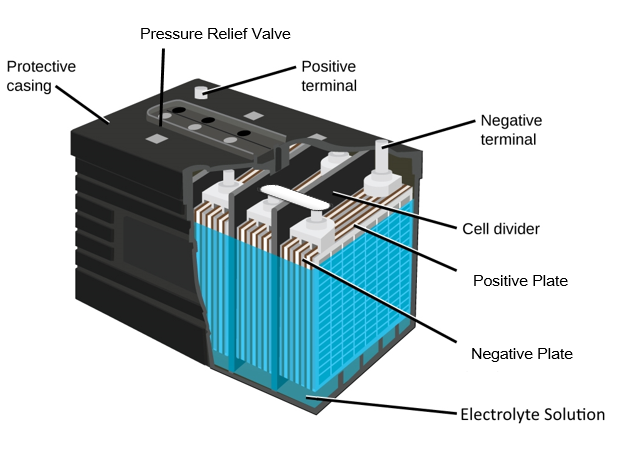 Pressure Relief Valve
Protective
casing
Positive
terminal
Negative
terminal
Cell divider
Positive Plate
Negative Plate
Electrolyte Solution